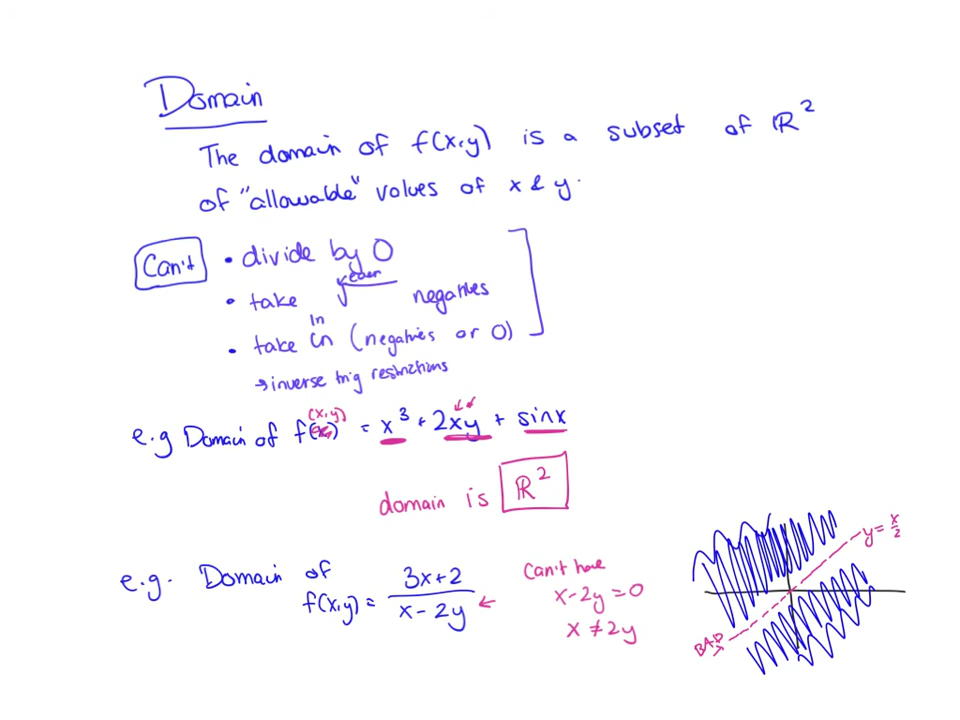 Domain
The domain of f(x,y) is a subset of ℝ²
of "allowable" values of x & y.
Can't • divide by 0
• take √ even negatives
ln
• take ln (negatives or 0)
→ inverse trig restrictions
(x,y)
e.g Domain of f(x) = x³ + 2xy + sinx
domain is ℝ²
e.g. Domain of
f(x,y) = (3x+2)/(x-2y) ←
Can't have
x-2y=0
x≠2y
y=x/2
BAD